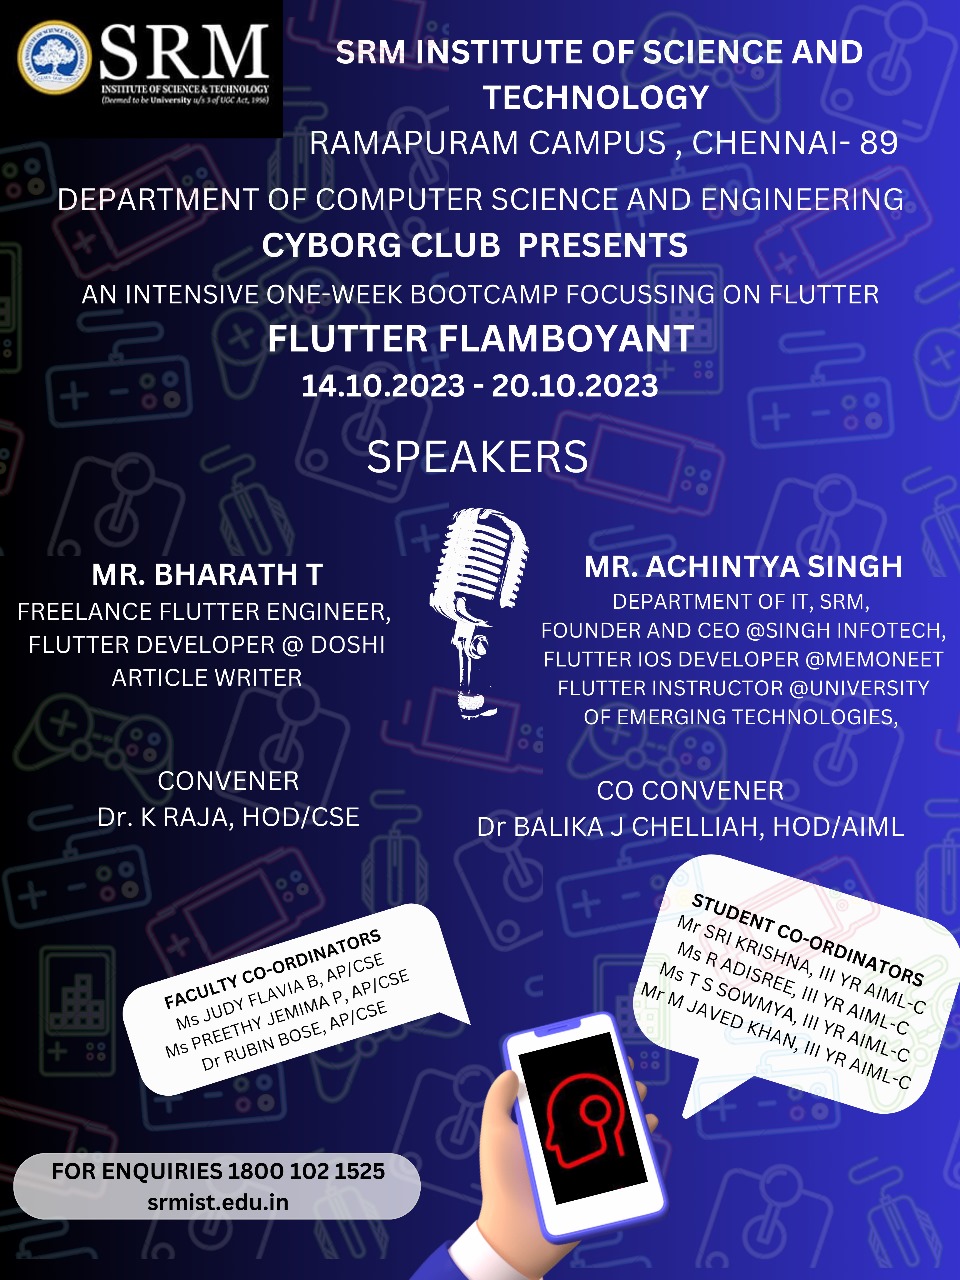 SRM
INSTITUTE OF SCIENCE & TECHNOLOGY
(Deemed to be University u/s 3 of UGC Act, 1956)
SRM INSTITUTE OF SCIENCE AND
TECHNOLOGY
RAMAPURAM CAMPUS , CHENNAI- 89
DEPARTMENT OF COMPUTER SCIENCE AND ENGINEERING
CYBORG CLUB PRESENTS
AN INTENSIVE ONE-WEEK BOOTCAMP FOCUSSING ON FLUTTER
FLUTTER FLAMBOYANT
14.10.2023 - 20.10.2023
SPEAKERS
MR. BHARATH T
FREELANCE FLUTTER ENGINEER,
FLUTTER DEVELOPER @ DOSHI
ARTICLE WRITER
MR. ACHINTYA SINGH
DEPARTMENT OF IT, SRM,
FOUNDER AND CEO @SINGH INFOTECH,
FLUTTER IOS DEVELOPER @MEMONEET
FLUTTER INSTRUCTOR @UNIVERSITY
OF EMERGING TECHNOLOGIES,
CONVENER
Dr. K RAJA, HOD/CSE
CO CONVENER
Dr BALIKA J CHELLIAH, HOD/AIML
FACULTY CO-ORDINATORS
Ms JUDY FLAVIA B, AP/CSE
Ms PREETHY JEMIMA P, AP/CSE
Dr RUBIN BOSE, AP/CSE
STUDENT CO-ORDINATORS
Mr SRI KRISHNA, III YR AIML-C
Ms R ADISREE, III YR AIML-C
Ms T S SOWMYA, III YR AIML-C
Mr M JAVED KHAN, III YR AIML-C
FOR ENQUIRIES 1800 102 1525
srmist.edu.in